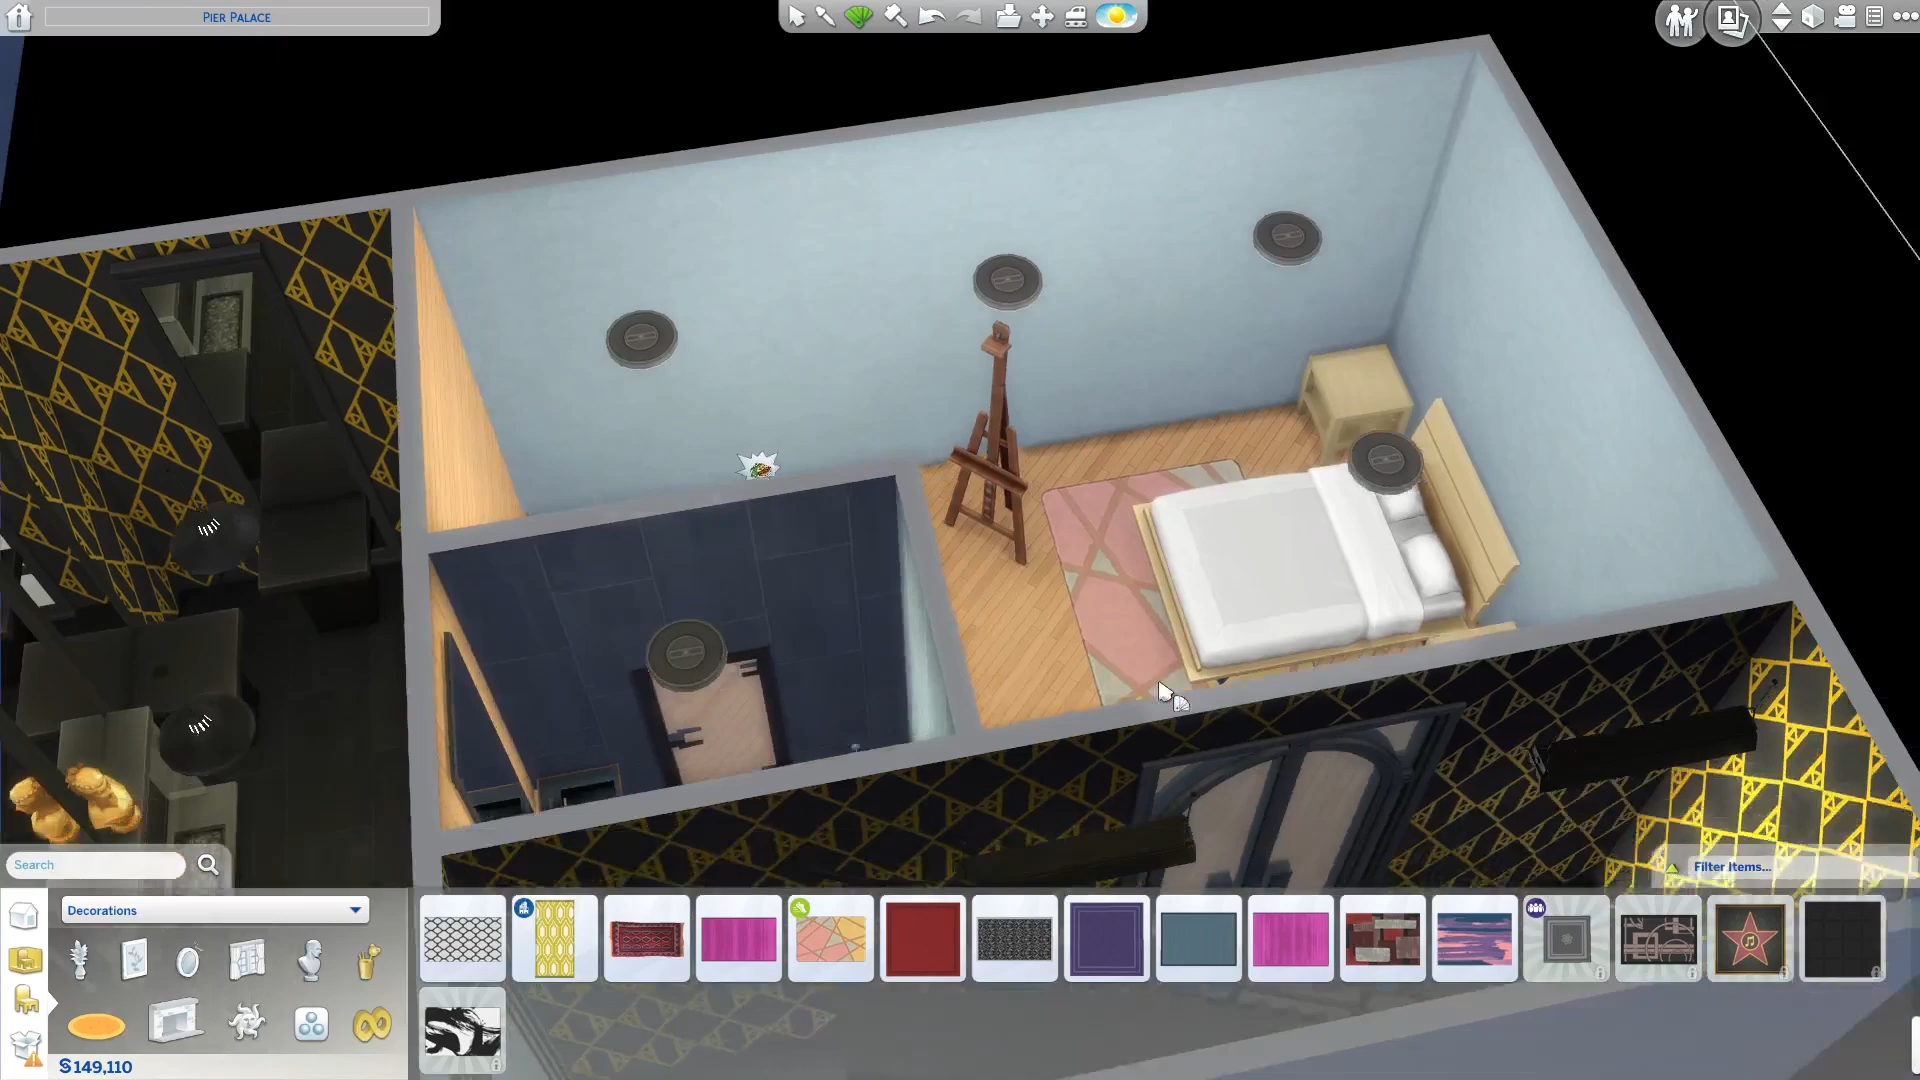 PIER PALACE
Search
Filter Items...
Decorations
§149,110